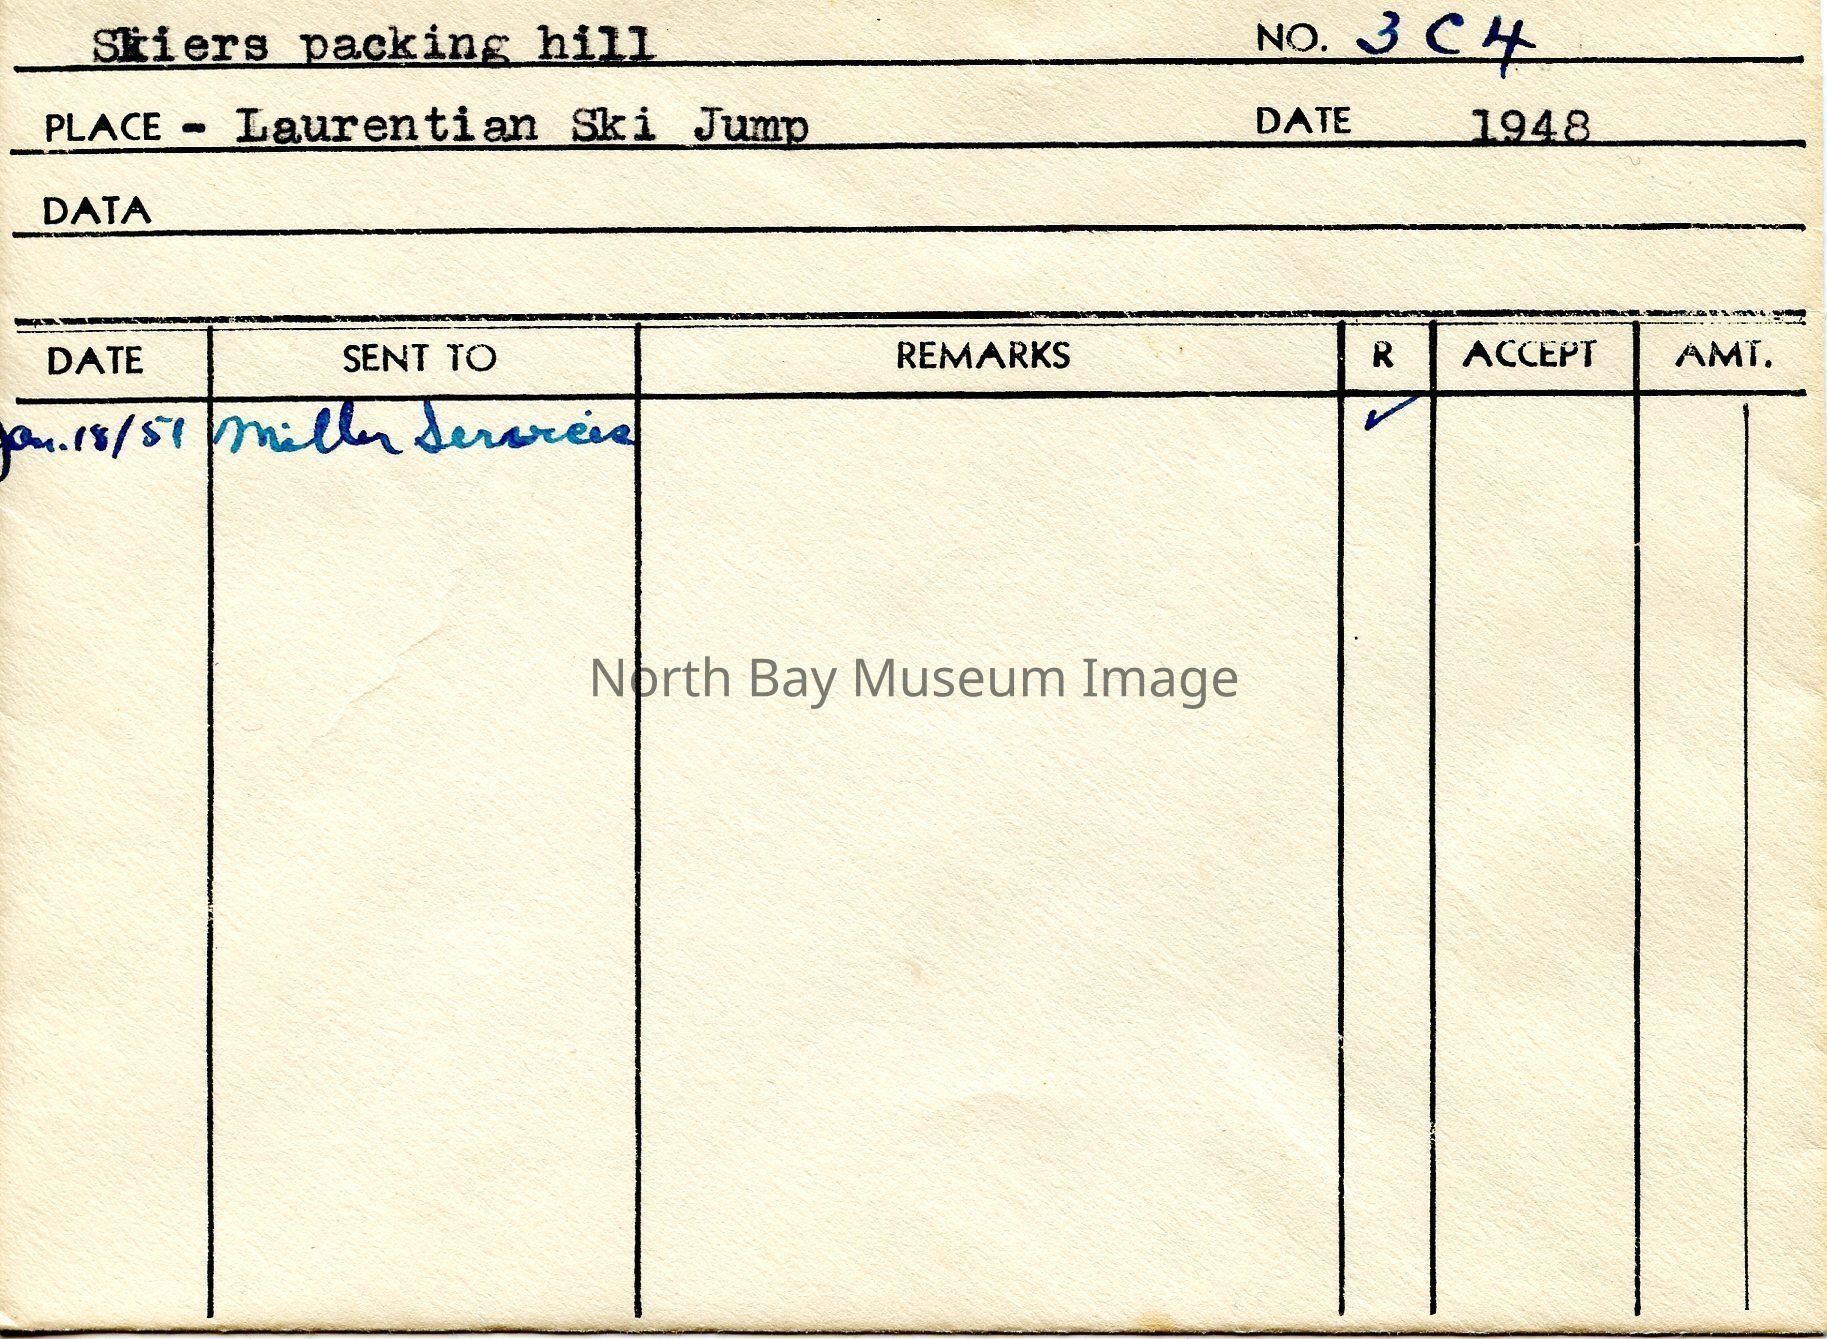 Skiers packing hill NO. 3C4
PLACE - Laurentian Ski Jump DATE 1948
DATA
DATE SENT TO REMARKS R ACCEPT AMT.
Jan. 18/51 Miller Services ✓
North Bay Museum Image